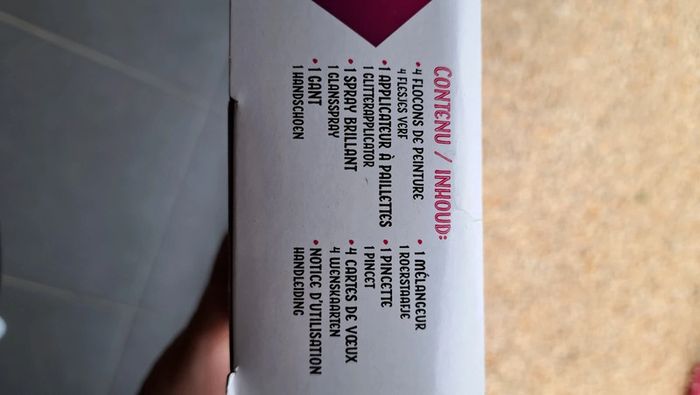 CONTENU / INHOUD:
• 4 FLOCONS DE PEINTURE
4 FLESJES VERF
• 1 APPLICATEUR À PAILLETTES
1 GLITTERAPPLICATOR
• 1 SPRAY BRILLANT
1 GLANSSPRAY
• 1 GANT
1 HANDSCHOEN
• 1 MÉLANGEUR
1 ROERSTAAFJE
• 1 PINCETTE
1 PINCET
• 4 CARTES DE VŒUX
4 WENSKAARTEN
• NOTICE D'UTILISATION
HANDLEIDING